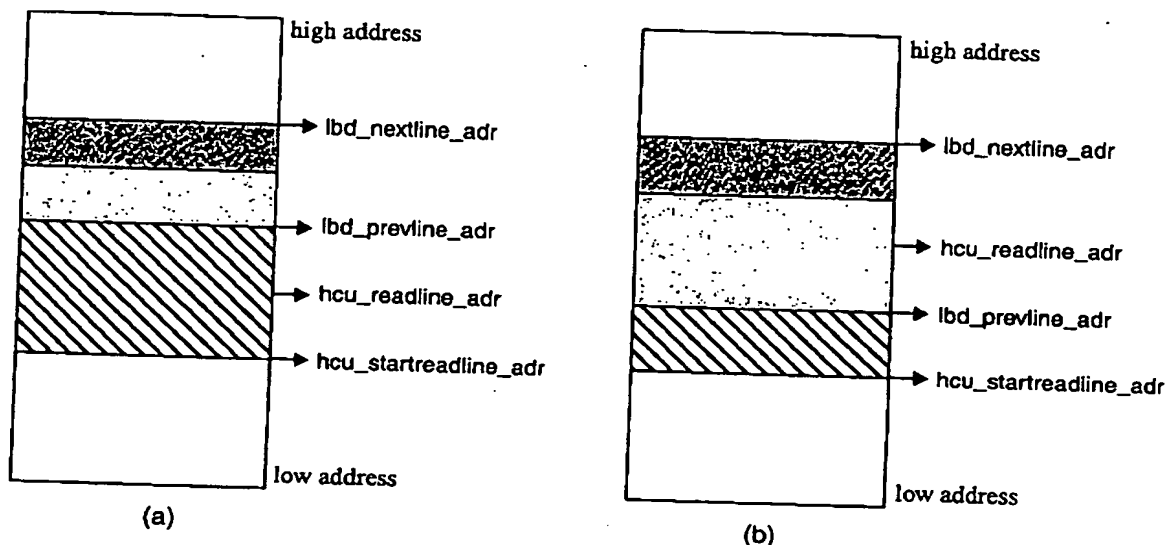 high address
lbd_nextline_adr
lbd_prevline_adr
hcu_readline_adr
hcu_startreadline_adr
low address
(a)
high address
lbd_nextline_adr
hcu_readline_adr
lbd_prevline_adr
hcu_startreadline_adr
low address
(b)